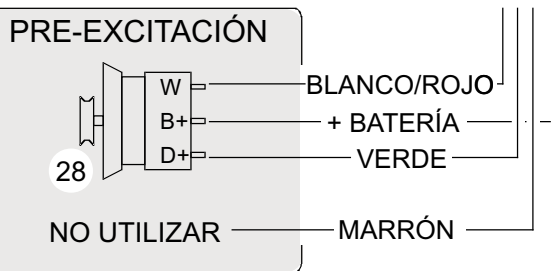 PRE-EXCITACIÓN
W BLANCO/ROJO
B+ + BATERÍA
D+ VERDE
28
NO UTILIZAR MARRÓN